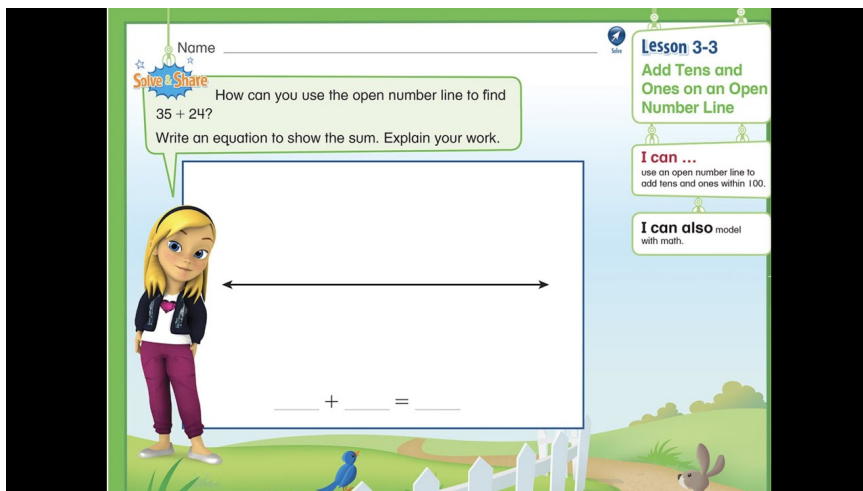 Name
Solve
Lesson 3-3
Solve & Share
Add Tens and
Ones on an Open
Number Line
How can you use the open number line to find
35 + 24?
Write an equation to show the sum. Explain your work.
I can ...
use an open number line to
add tens and ones within 100.
I can also model
with math.
+ =